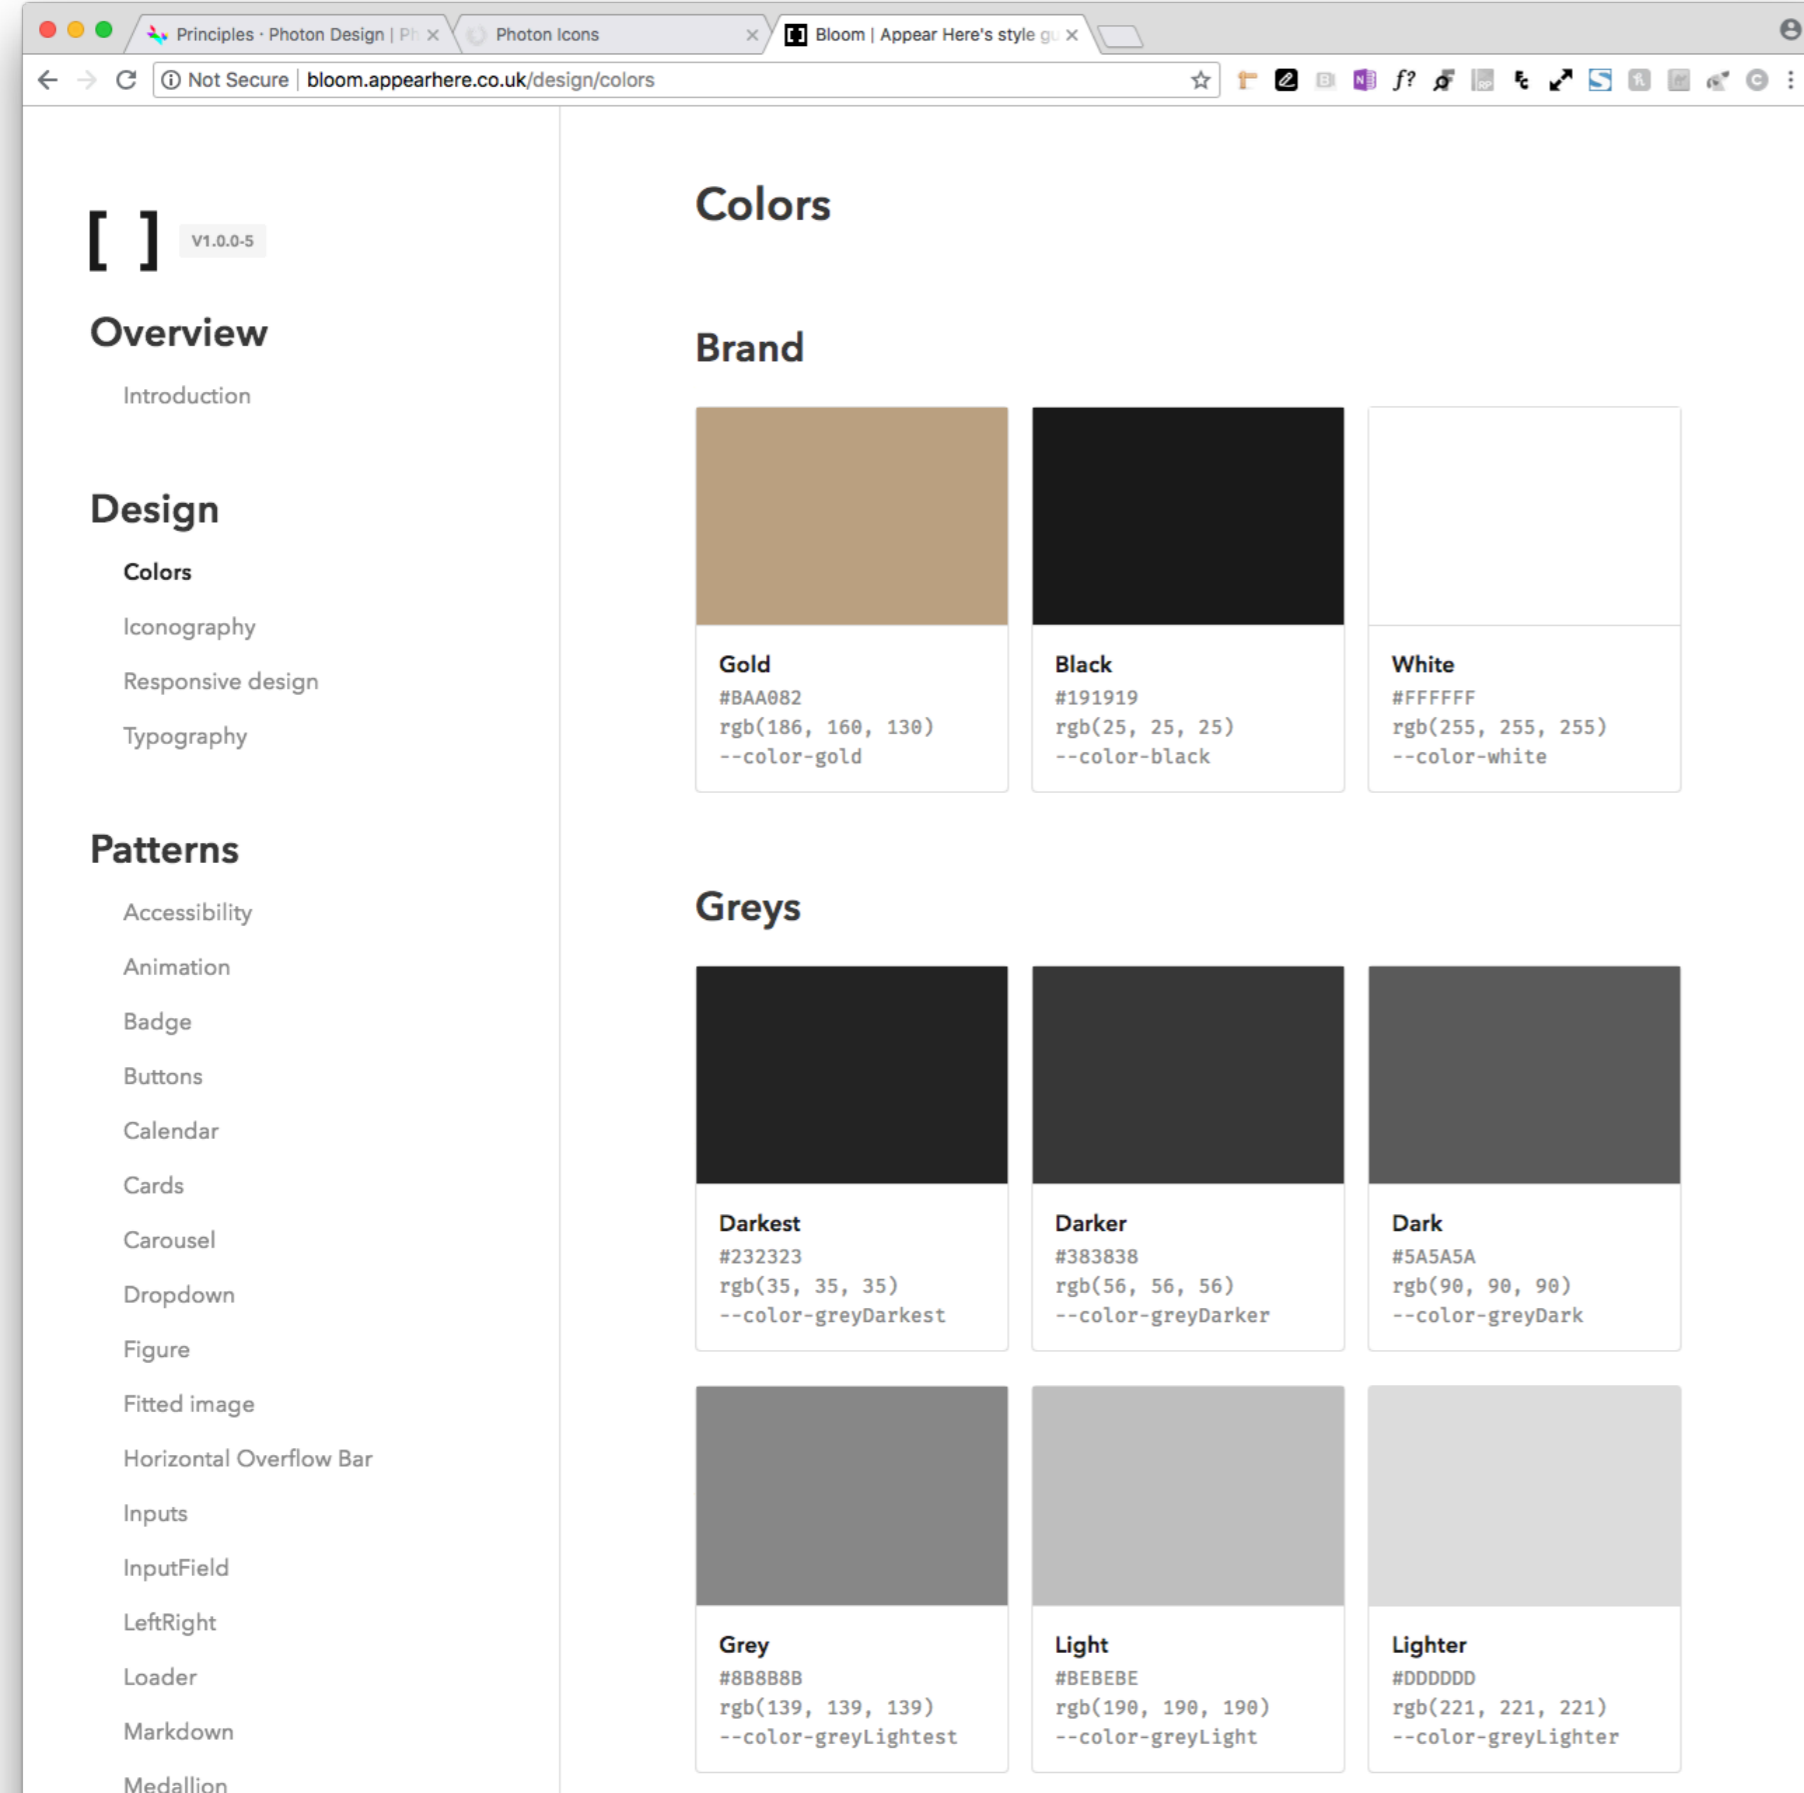 Principles · Photon Design | Ph
Photon Icons
Bloom | Appear Here's style gu
Not Secure | bloom.appearhere.co.uk/design/colors
[ ] V1.0.0-5
Overview
Introduction
Design
Colors
Iconography
Responsive design
Typography
Patterns
Accessibility
Animation
Badge
Buttons
Calendar
Cards
Carousel
Dropdown
Figure
Fitted image
Horizontal Overflow Bar
Inputs
InputField
LeftRight
Loader
Markdown
Medallion
Colors
Brand
Gold
#BAA082
rgb(186, 160, 130)
--color-gold
Black
#191919
rgb(25, 25, 25)
--color-black
White
#FFFFFF
rgb(255, 255, 255)
--color-white
Greys
Darkest
#232323
rgb(35, 35, 35)
--color-greyDarkest
Darker
#383838
rgb(56, 56, 56)
--color-greyDarker
Dark
#5A5A5A
rgb(90, 90, 90)
--color-greyDark
Grey
#8B8B8B
rgb(139, 139, 139)
--color-greyLightest
Light
#BEBEBE
rgb(190, 190, 190)
--color-greyLight
Lighter
#DDDDDD
rgb(221, 221, 221)
--color-greyLighter